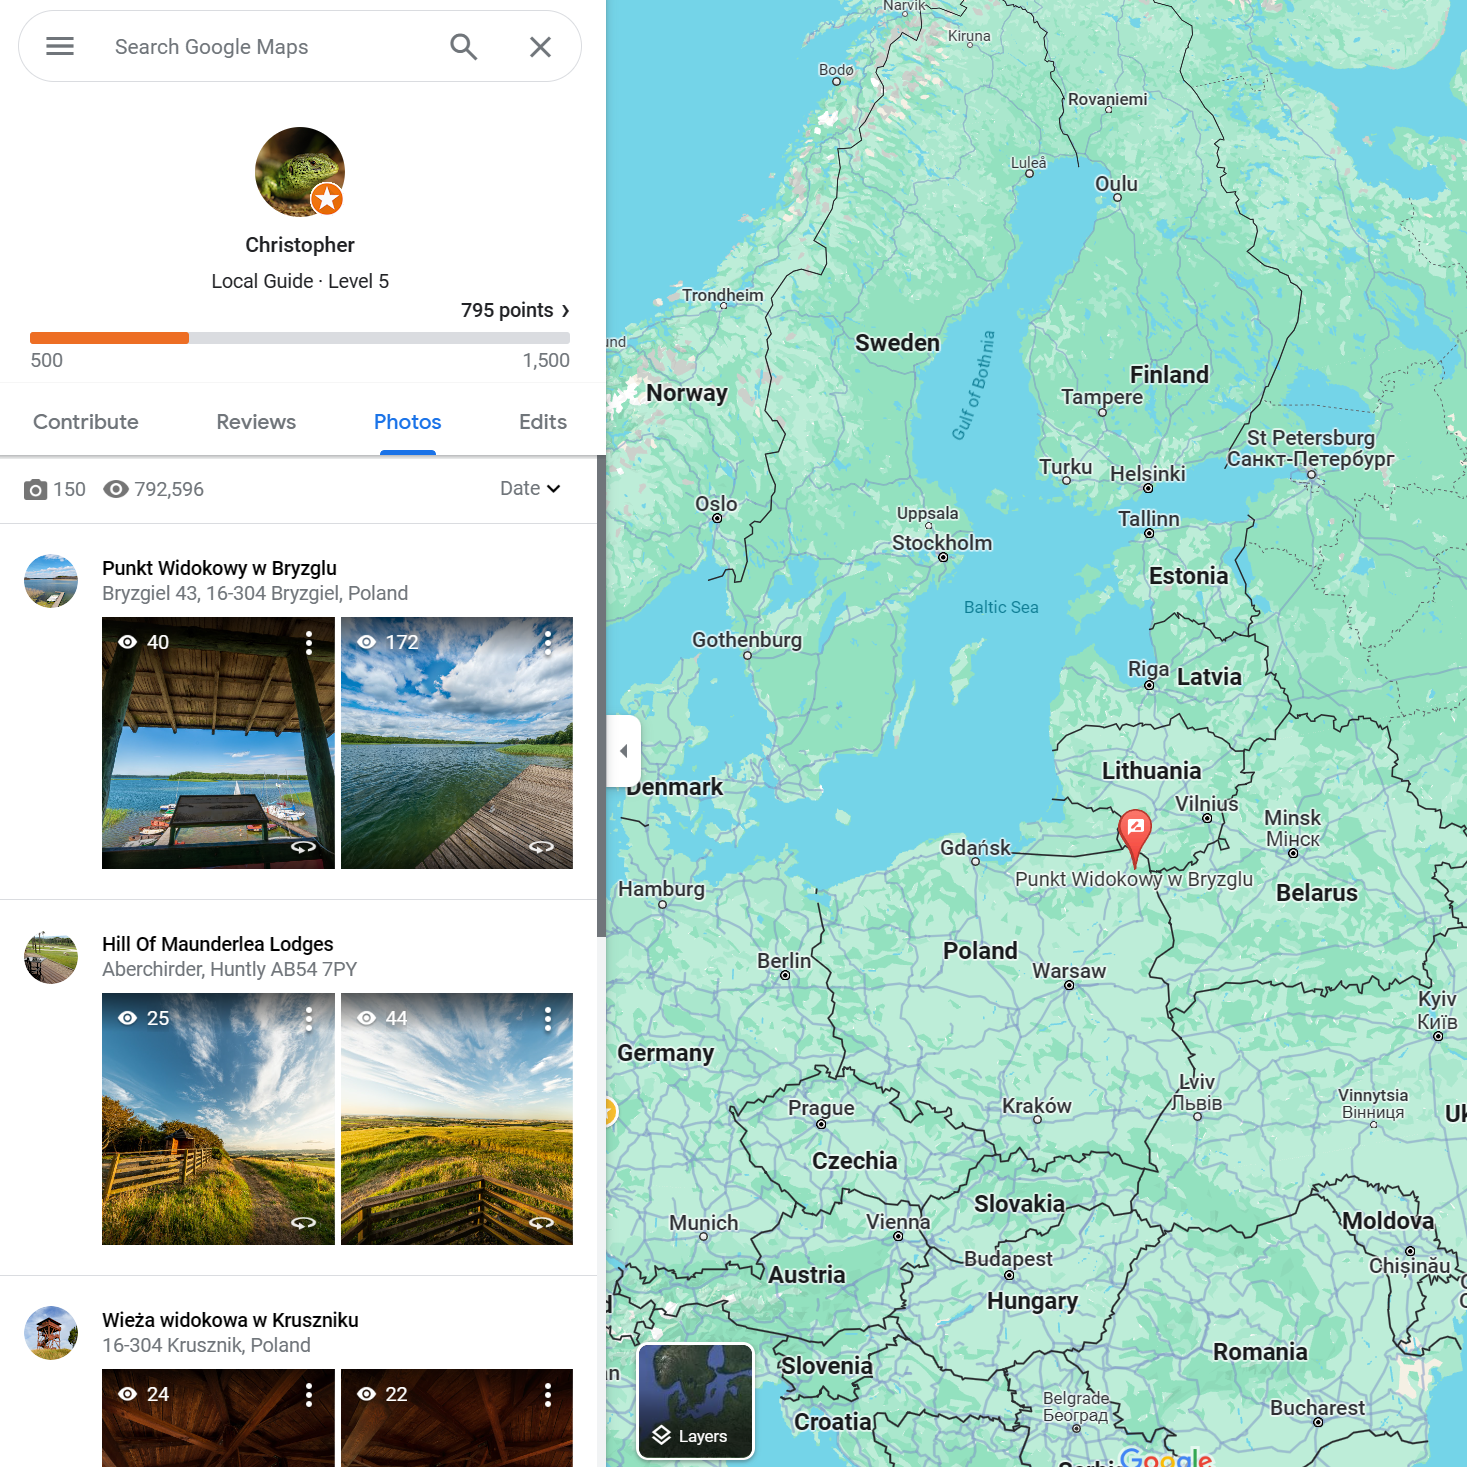 Search Google Maps
Christopher
Local Guide · Level 5
795 points
500
1,500
Contribute
Reviews
Photos
Edits
150
792,596
Date
Punkt Widokowy w Bryzglu
Bryzgiel 43, 16-304 Bryzgiel, Poland
40
172
Hill Of Maunderlea Lodges
Aberchirder, Huntly AB54 7PY
25
44
Wieża widokowa w Kruszniku
16-304 Krusznik, Poland
24
22
Narvik
Kiruna
Bodø
Rovaniemi
Luleå
Oulu
Trondheim
Sweden
Gulf of Bothnia
Finland
Norway
Tampere
St Petersburg
Санкт-Петербург
Turku
Helsinki
Oslo
Uppsala
Tallinn
Stockholm
Estonia
Baltic Sea
Gothenburg
Riga
Latvia
Denmark
Lithuania
Vilnius
Minsk
Мінск
Gdańsk
Punkt Widokowy w Bryzglu
Hamburg
Belarus
Poland
Berlin
Warsaw
Kyiv
Київ
Germany
Lviv
Львів
Vinnytsia
Вінниця
Prague
Kraków
Czechia
Slovakia
Munich
Vienna
Moldova
Budapest
Chișinău
Austria
Hungary
Romania
Slovenia
Belgrade
Београд
Bucharest
Croatia
Layers
Google